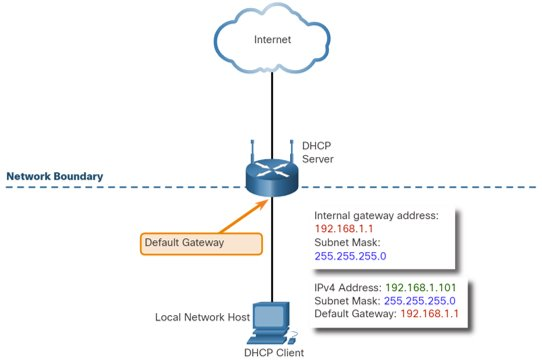 Internet
DHCP
Server
Network Boundary
Default Gateway
Internal gateway address:
192.168.1.1
Subnet Mask:
255.255.255.0
IPv4 Address: 192.168.1.101
Subnet Mask: 255.255.255.0
Default Gateway: 192.168.1.1
Local Network Host
DHCP Client